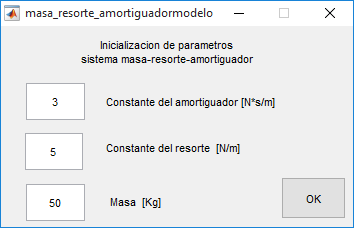 masa_resorte_amortiguadormodelo
Inicializacion de parametros
sistema masa-resorte-amortiguador
3 Constante del amortiguador [N*s/m]
5 Constante del resorte [N/m]
50 Masa [Kg]
OK